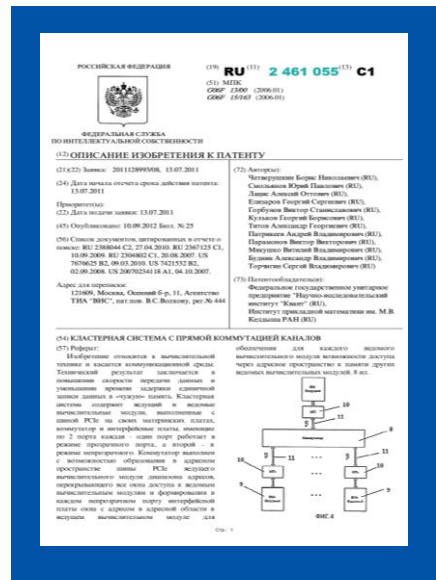 РОССИЙСКАЯ ФЕДЕРАЦИЯ
ФЕДЕРАЛЬНАЯ СЛУЖБА
ПО ИНТЕЛЛЕКТУАЛЬНОЙ СОБСТВЕННОСТИ
(19) RU (11) 2 461 055 (13) C1
(51) МПК
G06F 13/00 (2006.01)
G06F 15/163 (2006.01)
(12) ОПИСАНИЕ ИЗОБРЕТЕНИЯ К ПАТЕНТУ
(21)(22) Заявка: 2011128993/08, 13.07.2011
(24) Дата начала отсчета срока действия патента:
13.07.2011
Приоритет(ы):
(22) Дата подачи заявки: 13.07.2011
(45) Опубликовано: 10.09.2012 Бюл. № 25
(56) Список документов, цитированных в отчете о
поиске: RU 2388044 C2, 27.04.2010. RU 2367125 C1,
10.09.2009. RU 2304802 C1, 20.08.2007. US
7676625 B2, 09.03.2010. US 7421532 B2,
02.09.2008. US 20070234118 A1, 04.10.2007.
Адрес для переписки:
121609, Москва, Осенний б-р, 11, Агентство
ТИА "ВИС", пат.пов. В.С.Волкову, рег.№ 444
(72) Автор(ы):
Четверушкин Борис Николаевич (RU),
Смольянов Юрий Павлович (RU),
Лацис Алексей Оттович (RU),
Елизаров Георгий Сергеевич (RU),
Горбунов Виктор Станиславович (RU),
Кульков Георгий Борисович (RU),
Титов Александр Георгиевич (RU),
Патрикеев Андрей Владимирович (RU),
Парамонов Виктор Викторович (RU),
Микушко Виталий Владимирович (RU),
Будник Александр Владимирович (RU),
Торчигин Сергей Владимирович (RU)
(73) Патентообладатель(и):
Федеральное государственное унитарное
предприятие "Научно-исследовательский
институт "Квант" (RU),
Институт прикладной математики им. М.В.
Келдыша РАН (RU)
(54) КЛАСТЕРНАЯ СИСТЕМА С ПРЯМОЙ КОММУТАЦИЕЙ КАНАЛОВ
(57) Реферат:
Изобретение относится к вычислительной
технике и касается коммуникационной среды.
Технический результат заключается в
повышении скорости передачи данных и
уменьшении времени задержки единичной
записи данных в «чужую» память. Кластерная
система содержит ведущий и ведомые
вычислительные модули, выполненные с
шиной PCIe на своих материнских платах,
коммутатор и интерфейсные платы, имеющие
по 2 порта каждая - один порт работает в
режиме прозрачного порта, а второй - в
режиме непрозрачного. Коммутатор выполнен
с возможностью образования в адресном
пространстве шины PCIe ведущего
вычислительного модуля диапазона адресов,
перекрывающего все окна доступа к ведомым
вычислительным модулям и формирования в
каждом непрозрачном порту интерфейсной
платы окна с адресом в адресной области в
ведущем вычислительном модуле для
обеспечения для каждого ведомого
вычислительного модуля возможности доступа
через адресное пространство к памяти других
ведомых вычислительных модулей. 8 ил.
10
11
8
Коммутатор
11
11
10
10
9
9
ФИГ.4
Стр.: 1